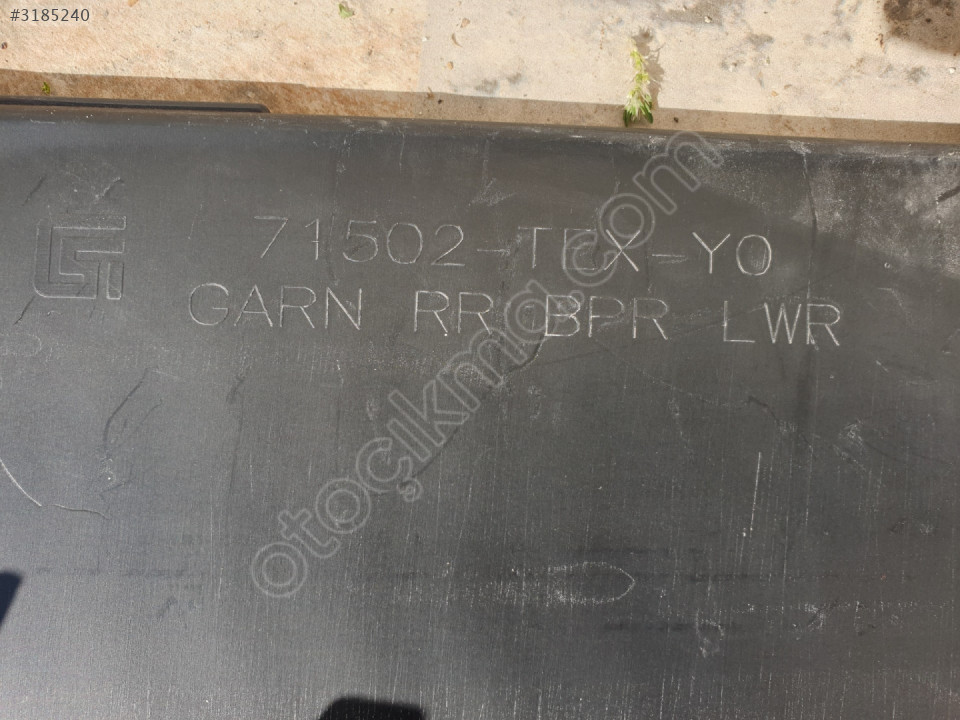 #3185240
71502-TEX-Y0
GARN RR BPR LWR
otoçıkma.com